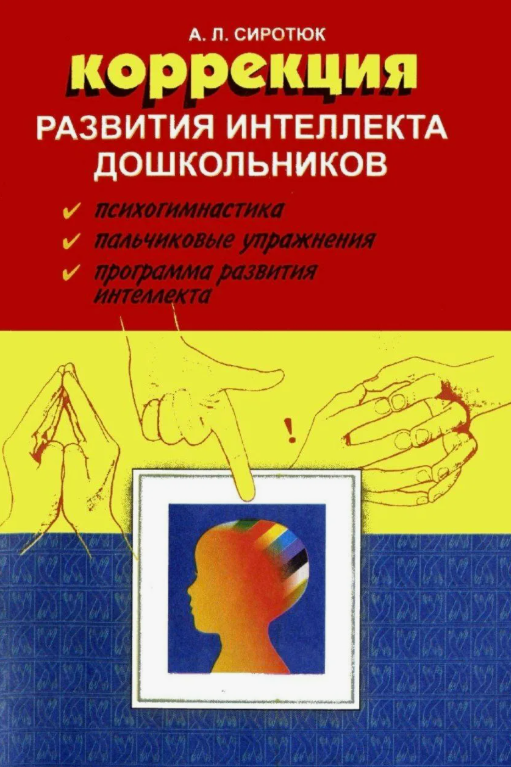 А. Л. СИРОТЮК
Коррекция
РАЗВИТИЯ ИНТЕЛЛЕКТА
ДОШКОЛЬНИКОВ
✓ психогимнастика
✓ пальчиковые упражнения
✓ программа развития
интеллекта
!